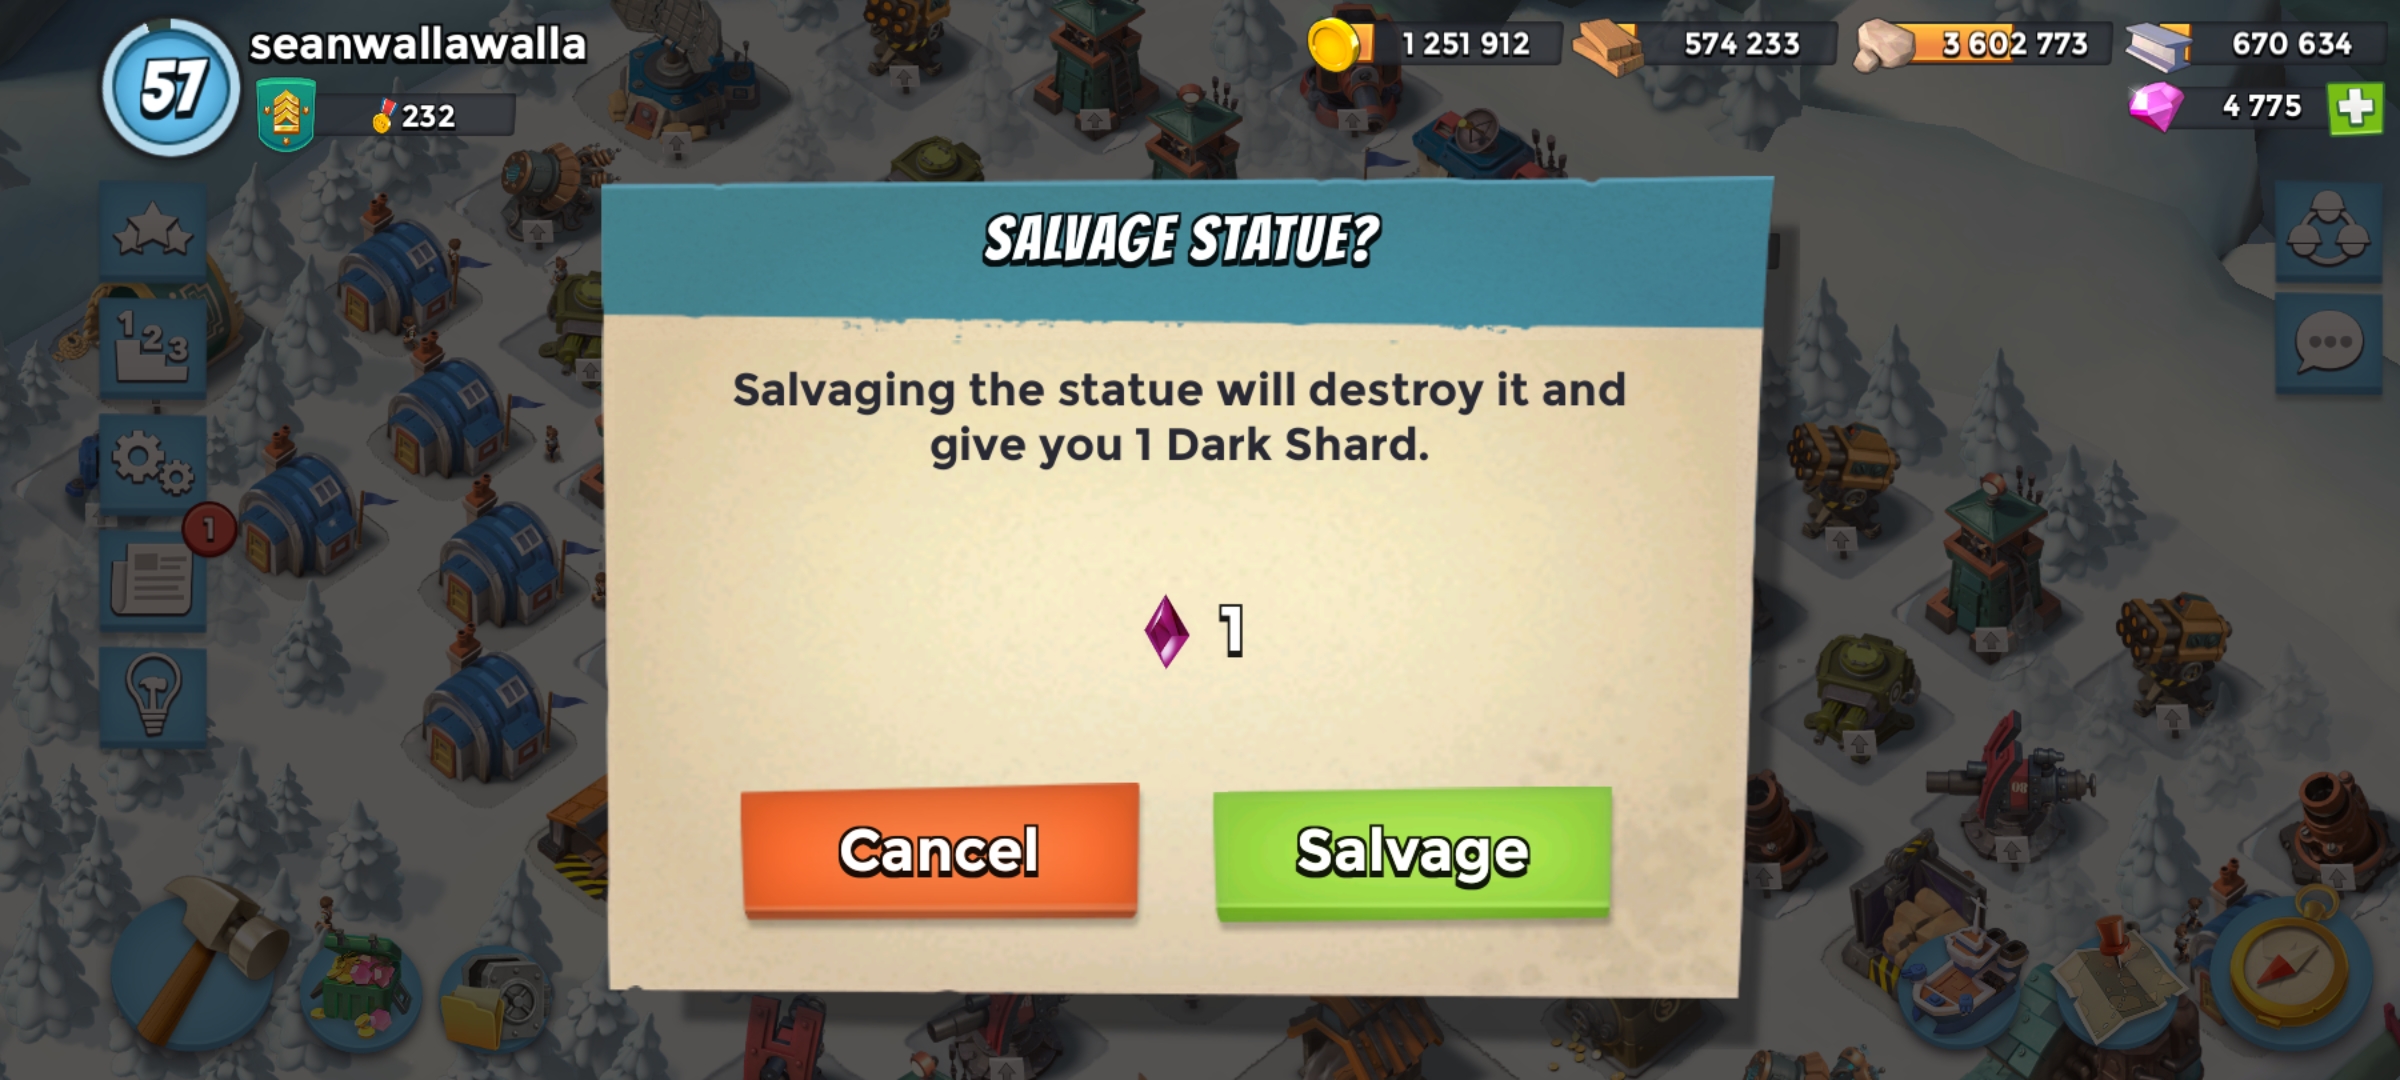 57
seanwallawalla
232
1 251 912
574 233
3 602 773
670 634
4 775
SALVAGE STATUE?
Salvaging the statue will destroy it and
give you 1 Dark Shard.
1
Cancel
Salvage
1 2 3
1
08